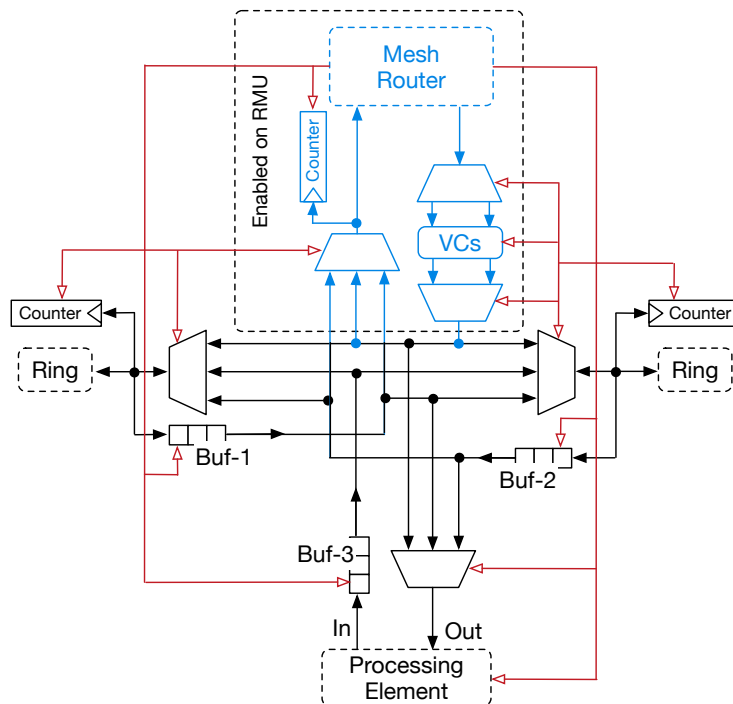 Mesh
Router
Enabled on RMU
Counter
VCs
Counter
Counter
Ring
Ring
Buf-1
Buf-2
Buf-3
In
Out
Processing
Element